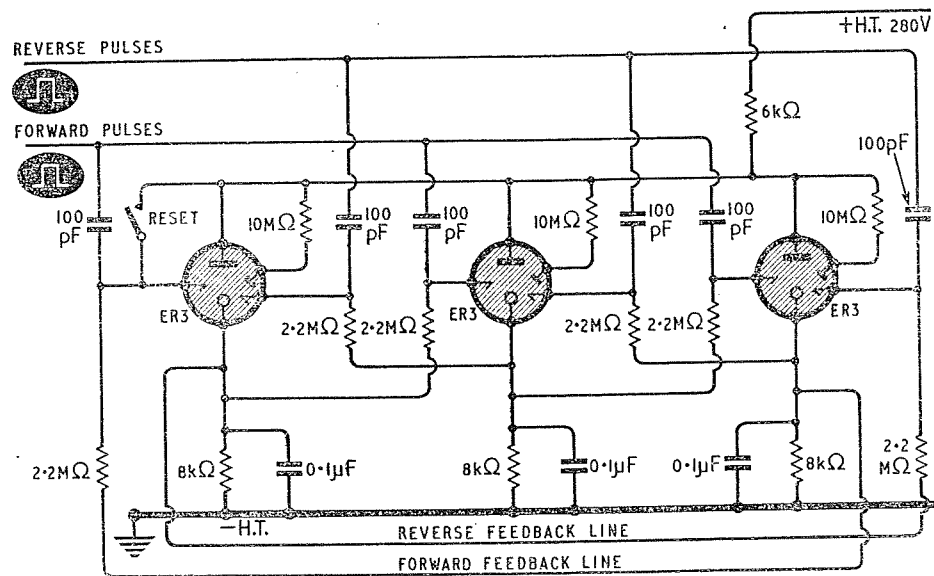 +H.T. 280V
REVERSE PULSES
6kΩ
FORWARD PULSES
100pF
100
pF
RESET
10MΩ
100
pF
100
pF
10MΩ
100
pF
100
pF
10MΩ
ER3
2·2MΩ
2·2MΩ
ER3
2·2MΩ
2·2MΩ
ER3
2·2MΩ
8kΩ
0·1μF
8kΩ
0·1μF
0·1μF
8kΩ
2·2
MΩ
−H.T.
REVERSE FEEDBACK LINE
FORWARD FEEDBACK LINE